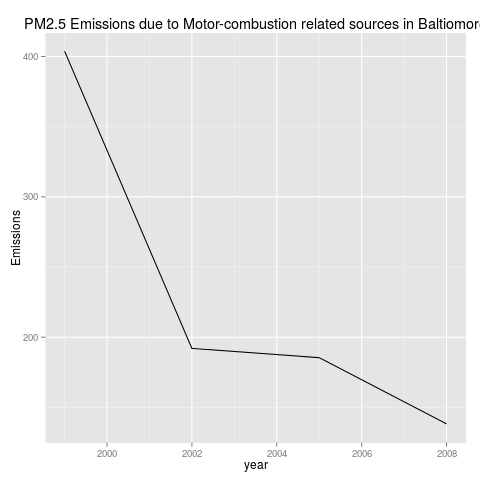 PM2.5 Emissions due to Motor-combustion related sources in Baltiomor
400
300
200
Emissions
2000 2002 2004 2006 2008
year